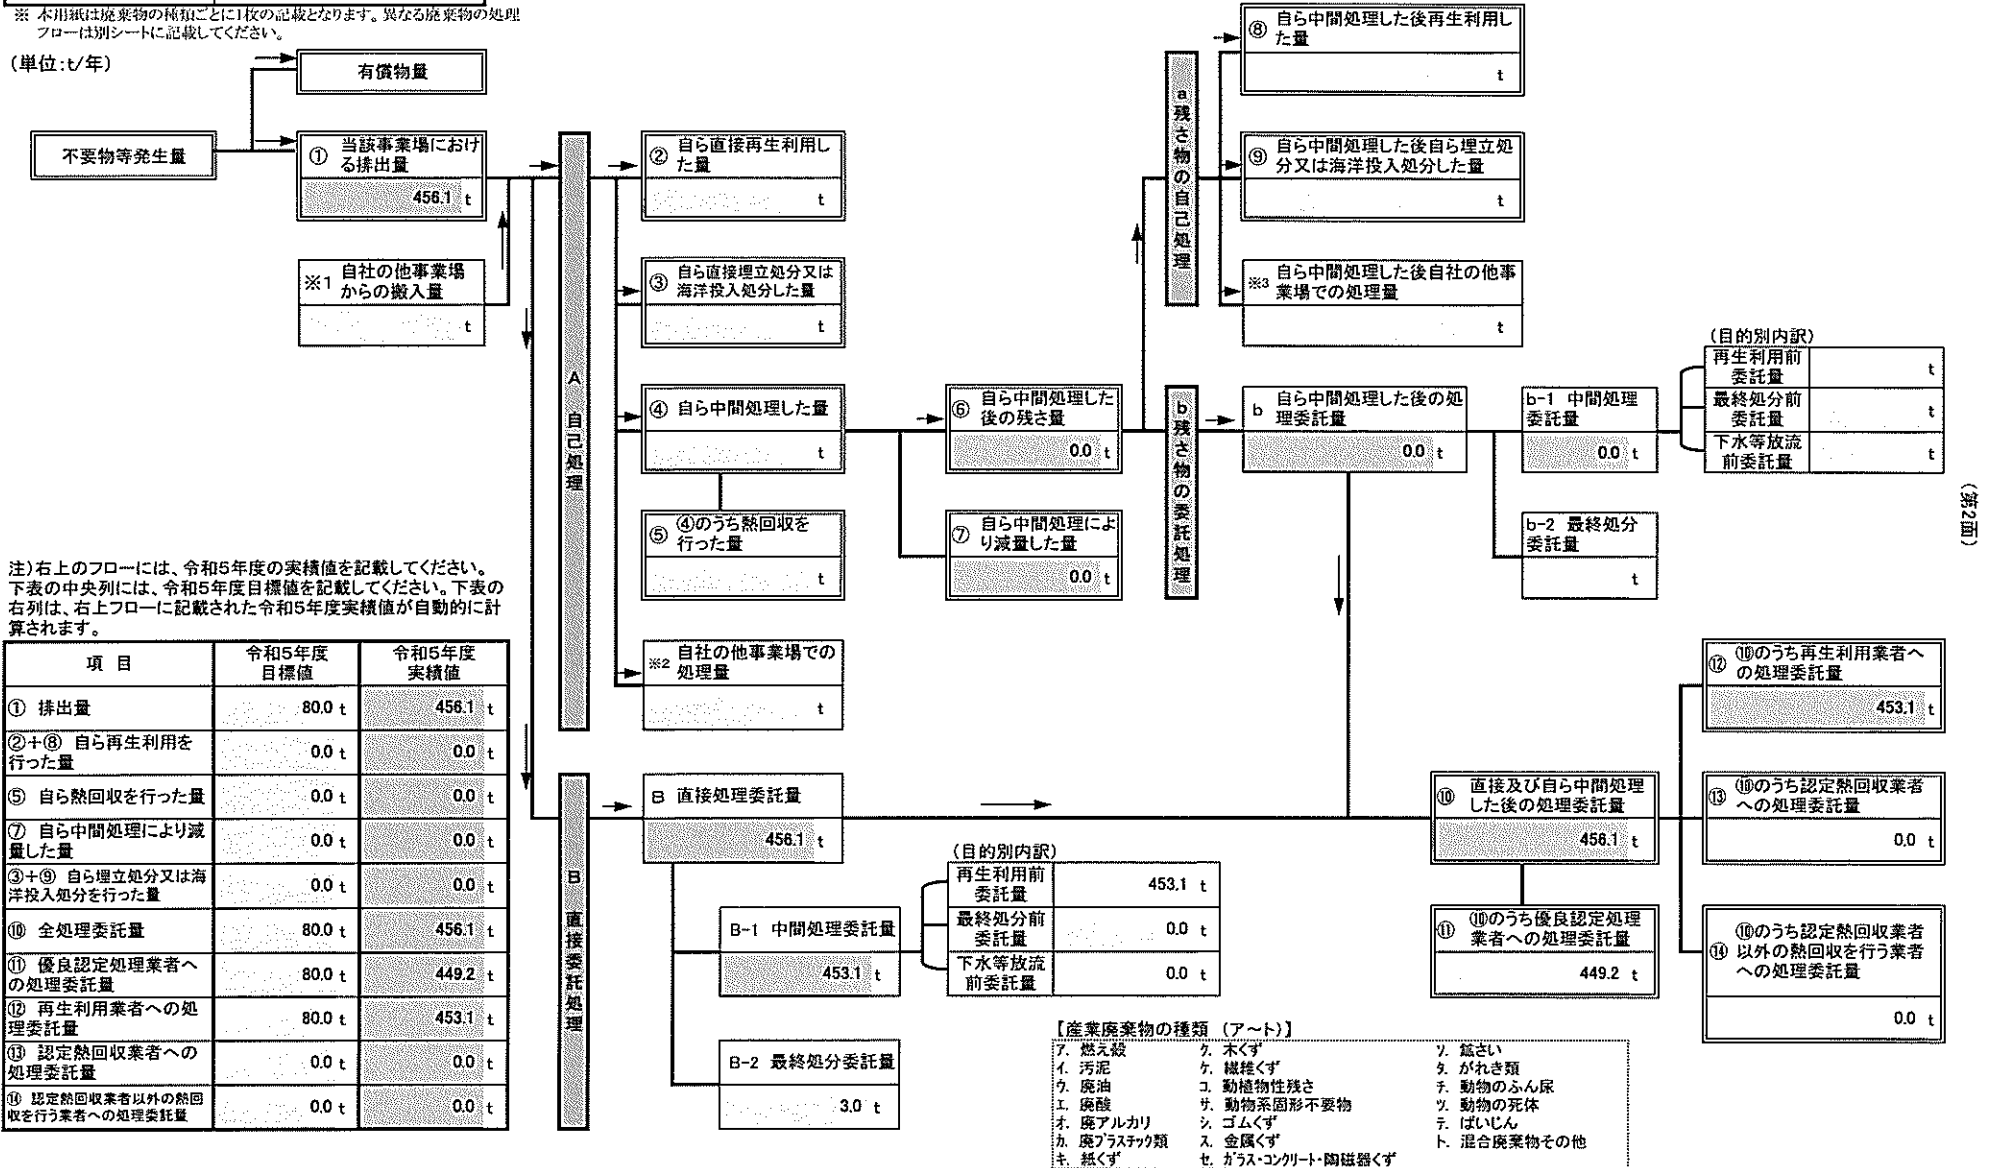 ※ 本用紙は廃棄物の種類ごとに1枚の記載となります。異なる廃棄物の処理
フローは別シートに記載してください。
(単位:t/年)
有償物量
不要物等発生量
① 当該事業場におけ
る排出量
456.1 t
※1 自社の他事業場
からの搬入量
t
A 自己処理
② 自ら直接再生利用し
た量
t
③ 自ら直接埋立処分又は
海洋投入処分した量
t
④ 自ら中間処理した量
t
⑤ ④のうち熱回収を
行った量
t
※2 自社の他事業場での
処理量
t
⑥ 自ら中間処理した
後の残さ量
0.0 t
⑦ 自ら中間処理によ
り減量した量
0.0 t
a 残さ物の自己処理
⑧ 自ら中間処理した後再生利用し
た量
t
⑨ 自ら中間処理した後自ら埋立処
分又は海洋投入処分した量
t
※3 自ら中間処理した後自社の他事
業場での処理量
t
b 残さ物の委託処理
b 自ら中間処理した後の処
理委託量
0.0 t
b-1 中間処理
委託量
0.0 t
b-2 最終処分
委託量
t
(目的別内訳)
再生利用前
委託量
t
最終処分前
委託量
t
下水等放流
前委託量
t
(第2面)
注)右上のフローには、令和5年度の実績値を記載してください。
下表の中央列には、令和5年度目標値を記載してください。下表の
右列は、右上フローに記載された令和5年度実績値が自動的に計
算されます。
項 目 令和5年度 目標値 令和5年度 実績値
① 排出量 80.0 t 456.1 t
②+⑧ 自ら再生利用を
行った量 0.0 t 0.0 t
⑤ 自ら熱回収を行った量 0.0 t 0.0 t
⑦ 自ら中間処理により減
量した量 0.0 t 0.0 t
③+⑨ 自ら埋立処分又は海
洋投入処分を行った量 0.0 t 0.0 t
⑩ 全処理委託量 80.0 t 456.1 t
⑪ 優良認定処理業者へ
の処理委託量 80.0 t 449.2 t
⑫ 再生利用業者への処
理委託量 80.0 t 453.1 t
⑬ 認定熱回収業者への
処理委託量 0.0 t 0.0 t
⑭ 認定熱回収業者以外の熱回
収を行う業者への処理委託量 0.0 t 0.0 t
B 直接委託処理
B 直接処理委託量
456.1 t
B-1 中間処理委託量
453.1 t
B-2 最終処分委託量
3.0 t
(目的別内訳)
再生利用前
委託量
453.1 t
最終処分前
委託量
0.0 t
下水等放流
前委託量
0.0 t
⑩ 直接及び自ら中間処理
した後の処理委託量
456.1 t
⑪ ⑩のうち優良認定処理
業者への処理委託量
449.2 t
⑫ ⑩のうち再生利用業者へ
の処理委託量
453.1 t
⑬ ⑩のうち認定熱回収業者
への処理委託量
0.0 t
⑭ ⑩のうち認定熱回収業者
以外の熱回収を行う業者
への処理委託量
0.0 t
【産業廃棄物の種類 (ア～ト)】
ア. 燃え殻 ク. 木くず ソ. 鉱さい
イ. 汚泥 ケ. 繊維くず タ. がれき類
ウ. 廃油 コ. 動植物性残さ チ. 動物のふん尿
エ. 廃酸 サ. 動物系固形不要物 ツ. 動物の死体
オ. 廃アルカリ シ. ゴムくず テ. ばいじん
カ. 廃プラスチック類 ス. 金属くず ト. 混合廃棄物その他
キ. 紙くず セ. ガラス・コンクリート・陶磁器くず